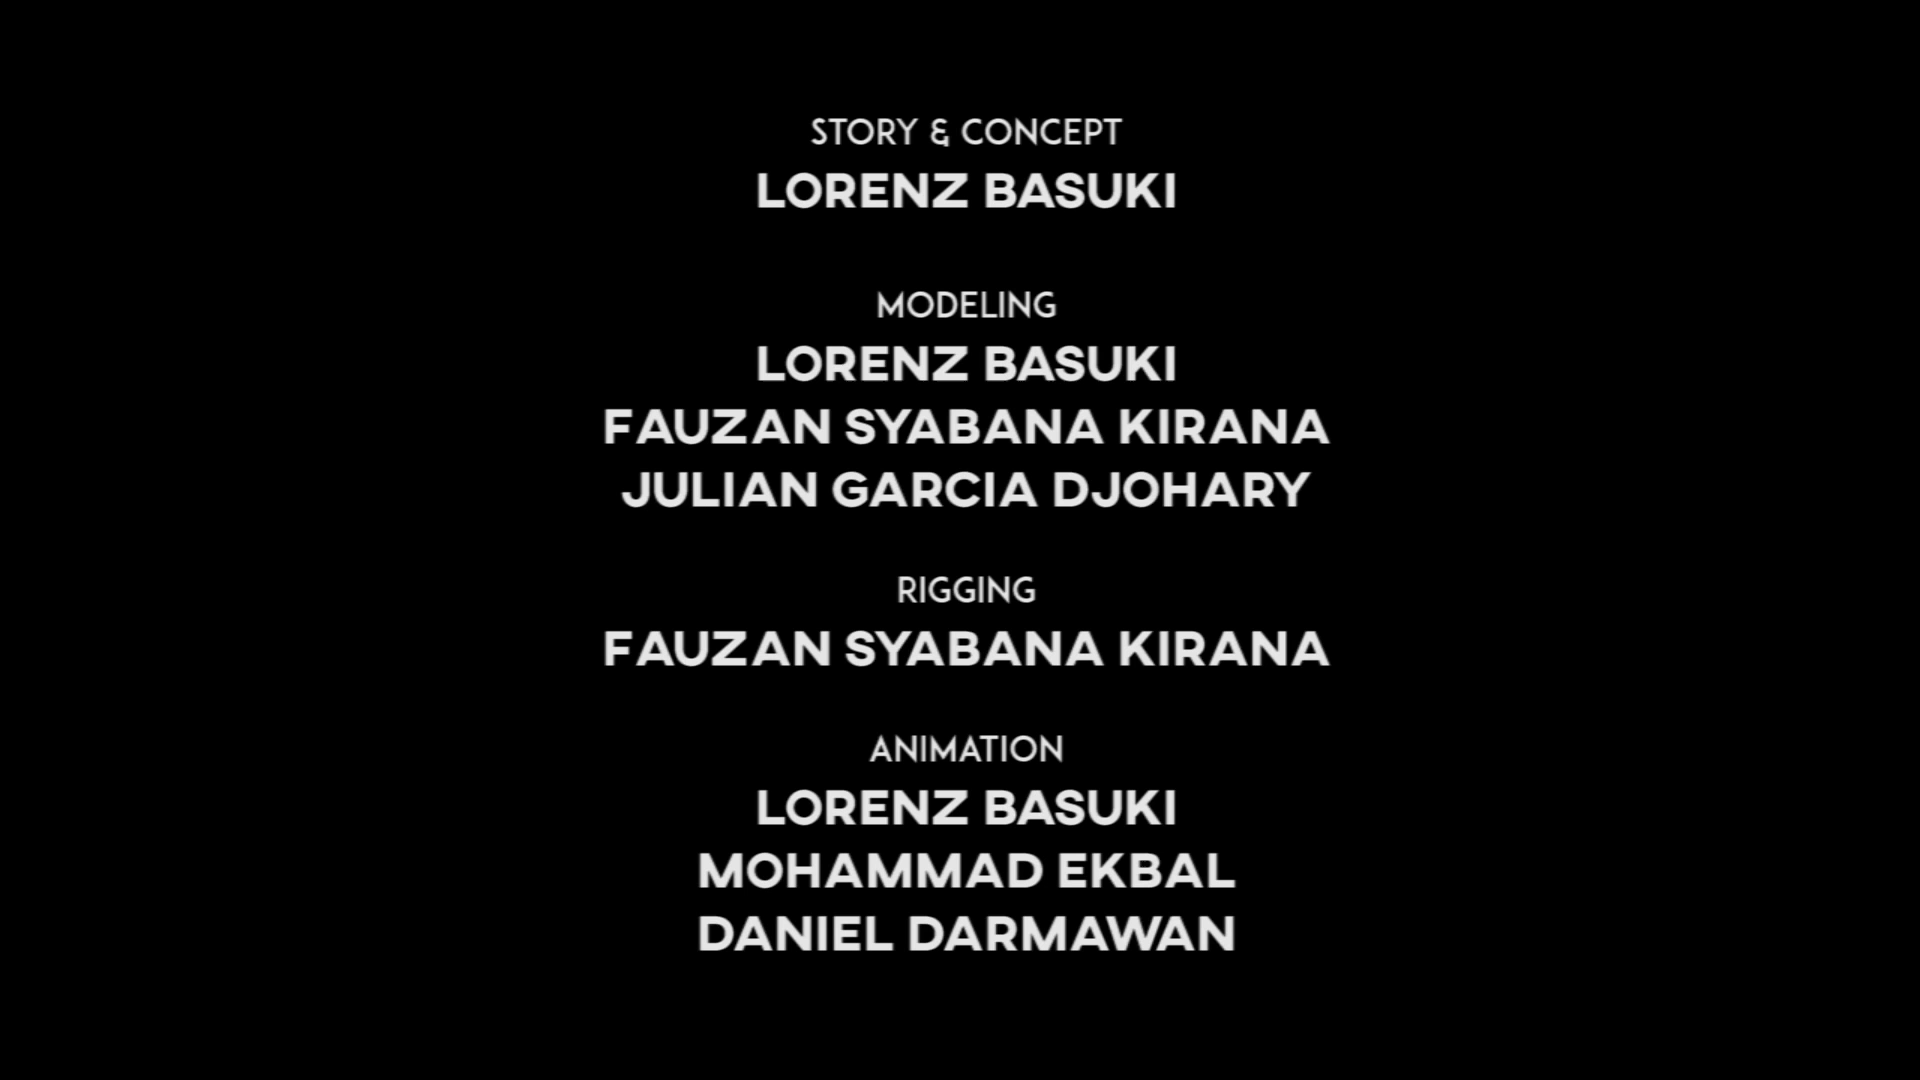 STORY & CONCEPT
LORENZ BASUKI
MODELING
LORENZ BASUKI
FAUZAN SYABANA KIRANA
JULIAN GARCIA DJOHARY
RIGGING
FAUZAN SYABANA KIRANA
ANIMATION
LORENZ BASUKI
MOHAMMAD EKBAL
DANIEL DARMAWAN